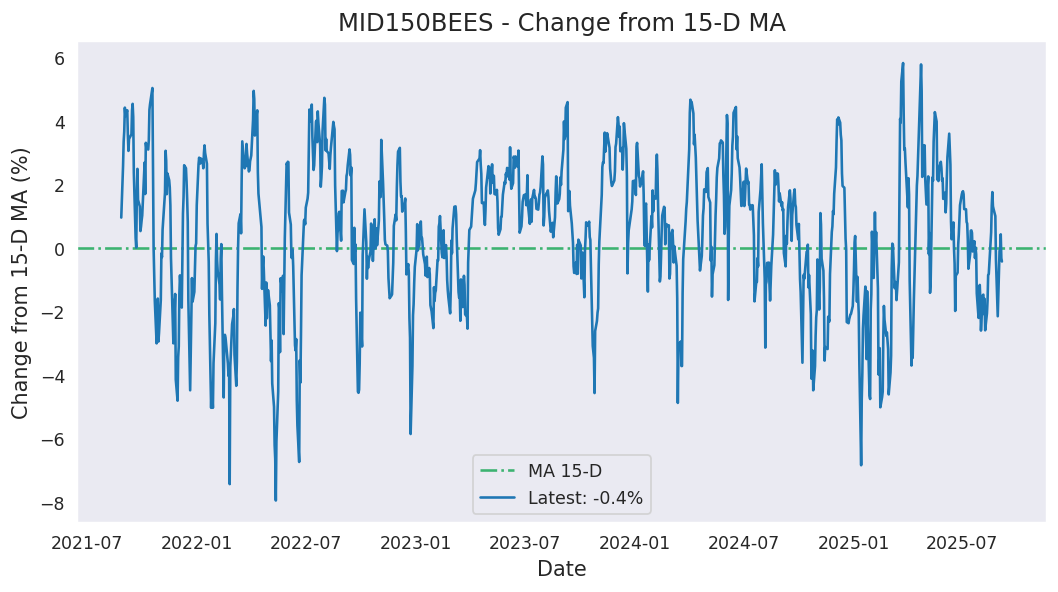 MID150BEES - Change from 15-D MA
Change from 15-D MA (%)
6
4
2
0
−2
−4
−6
−8
MA 15-D
Latest: -0.4%
2021-07 2022-01 2022-07 2023-01 2023-07 2024-01 2024-07 2025-01 2025-07
Date